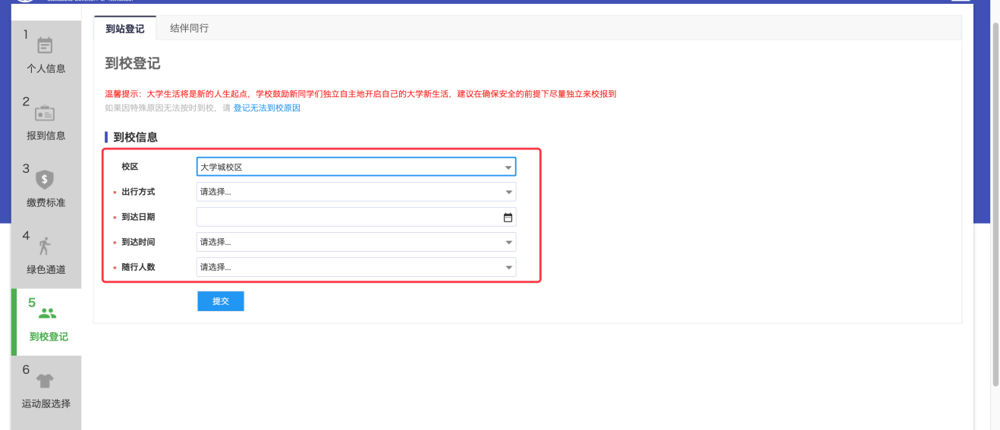 到站登记 结伴同行
到校登记
温馨提示：大学生活将是新的人生起点，学校鼓励新同学们独立自主地开启自己的大学新生活，建议在确保安全的前提下尽量独立来校报到
如果因特殊原因无法按时到校，请 登记无法到校原因
到校信息
校区 大学城校区
* 出行方式 请选择...
* 到达日期
* 到达时间 请选择...
* 随行人数 请选择...
提交
1
个人信息
2
报到信息
3
$
缴费标准
4
绿色通道
5
到校登记
6
运动服选择